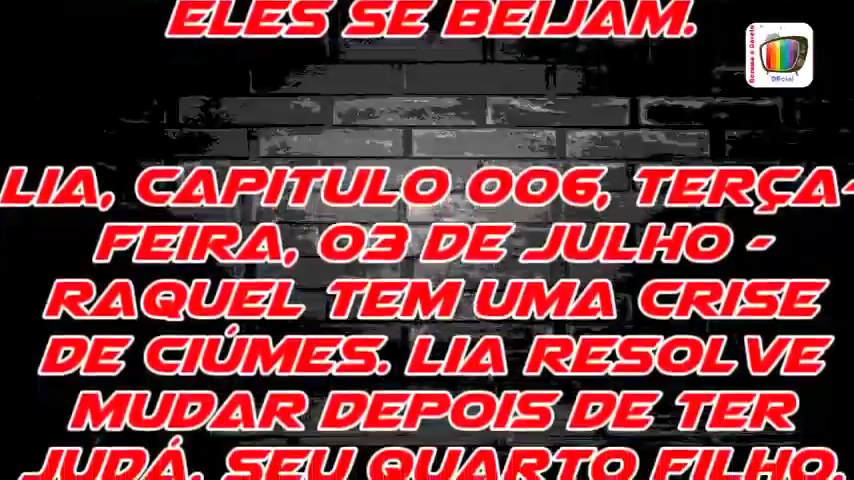 ELES SE BEIJAM.
LIA, CAPITULO 006, TERÇA-
FEIRA, 03 DE JULHO -
RAQUEL TEM UMA CRISE
DE CIÚMES. LIA RESOLVE
MUDAR DEPOIS DE TER
JUDÁ, SEU QUARTO FILHO.